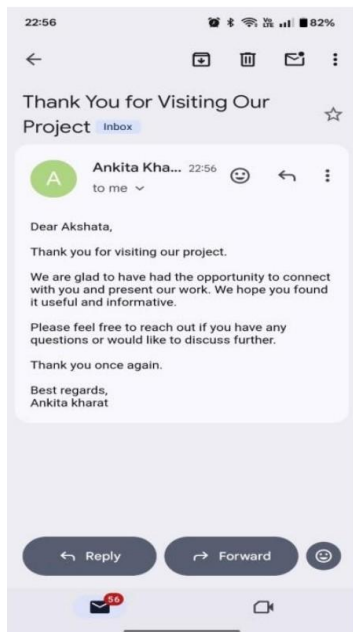 22:56
82%
Thank You for Visiting Our
Project Inbox
A
Ankita Kha... 22:56
to me
Dear Akshata,
Thank you for visiting our project.
We are glad to have had the opportunity to connect
with you and present our work. We hope you found
it useful and informative.
Please feel free to reach out if you have any
questions or would like to discuss further.
Thank you once again.
Best regards,
Ankita kharat
Reply Forward
56